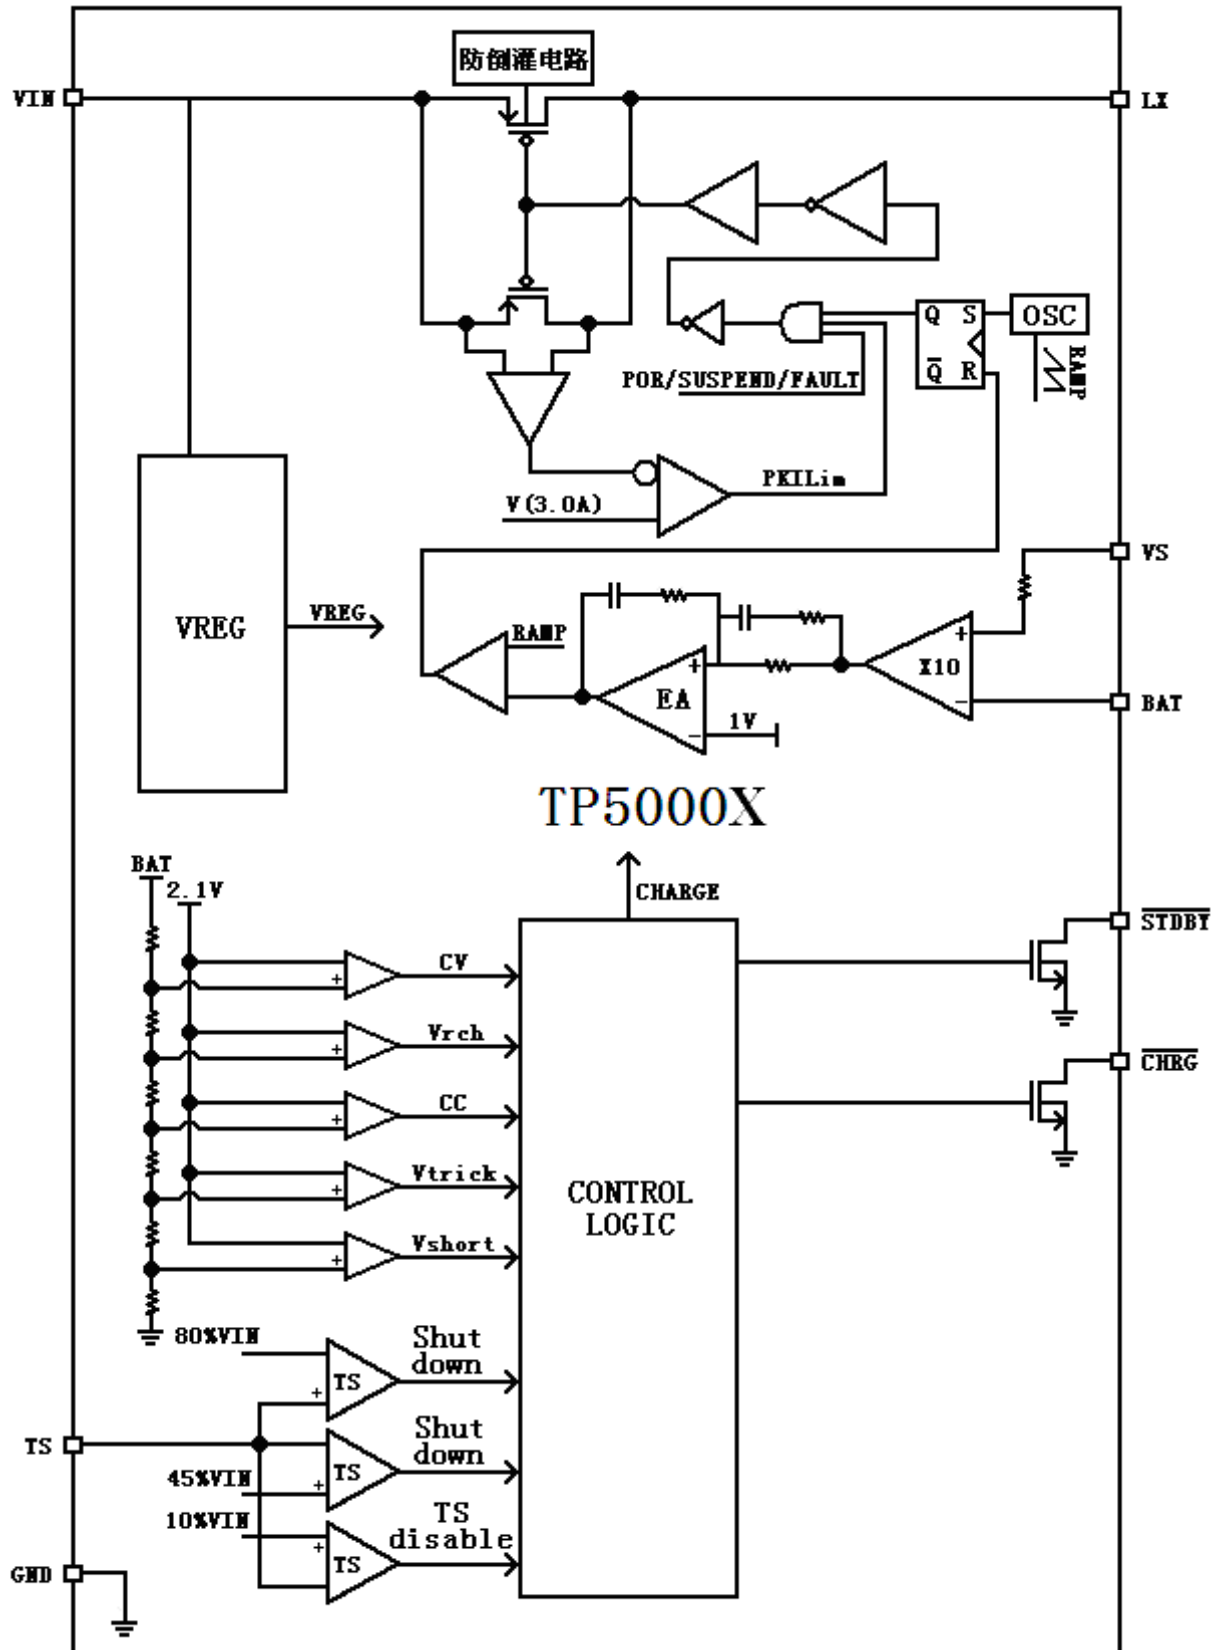 防倒灌电路
VIN
LX
Q
S
OSC
Q̅
R
RAMP
POR/SUSPEND/FAULT
PKILim
V(3.0A)
VS
VREG
VREG
RAMP
+
X10
-
+
EA
-
1V
BAT
TP5000X
BAT
2.1V
CHARGE
STDBY
+
CV
+
Vrch
CHRG
+
CC
+
Vtrick
CONTROL
LOGIC
+
Vshort
80%VIN
Shut
down
+
TS
TS
Shut
down
45%VIN
+
TS
10%VIN
TS
disable
+
TS
GND